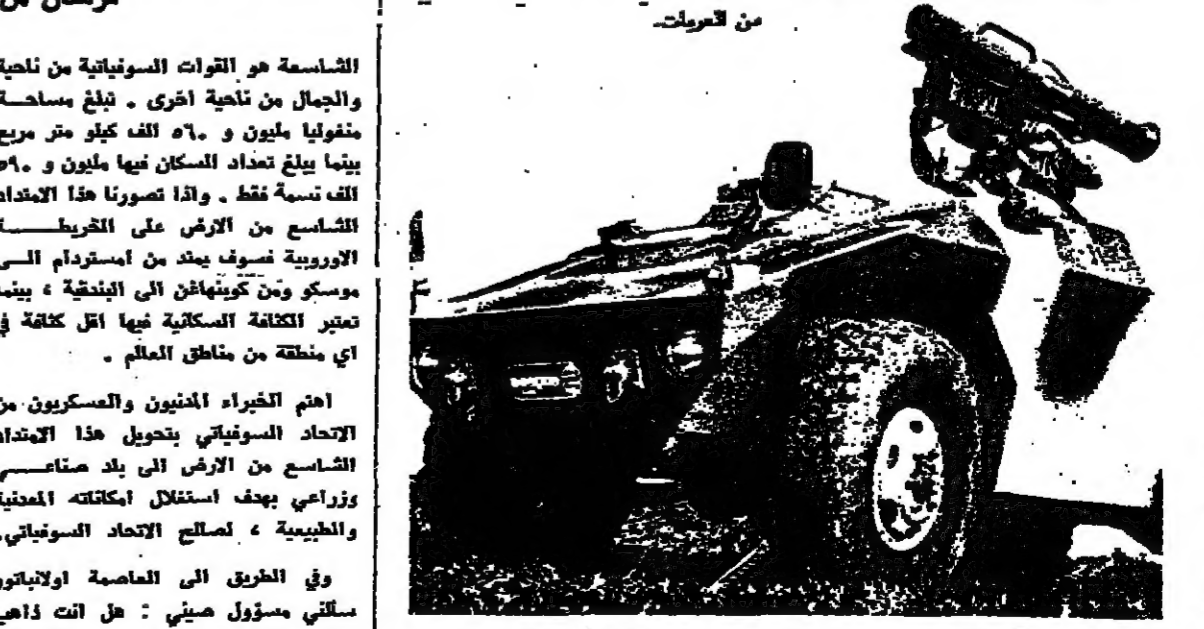 من العربات.
الشاسعة هو القوات السوفياتية من ناحية
والجمال من ناحية اخرى . تبلغ مساحــة
منغوليا مليون و ٥٦٠ الف كيلو متر مربع
بينما يبلغ تعداد السكان فيها مليون و ٥٩٠
الف نسمة فقط . واذا تصورنا هذا الامتداد
الشاسع من الارض على الخريطـــــة
الاوروبية فسوف يمتد من امستردام الــى
موسكو ومن كوبنهاغن الى البندقية ، بينما
تعتبر الكثافة السكانية فيها اقل كثافة في
اي منطقة من مناطق العالم .
اهتم الخبراء المدنيون والعسكريون من
الاتحاد السوفياتي بتحويل هذا الامتداد
الشاسع من الارض الى بلد صناعـــــي
وزراعي بهدف استغلال امكاناته المعدنية
والطبيعية ، لصالح الاتحاد السوفياتي.
وفي الطريق الى العاصمة اولانباتور
سألني مسؤول صيني : هل انت ذاهب